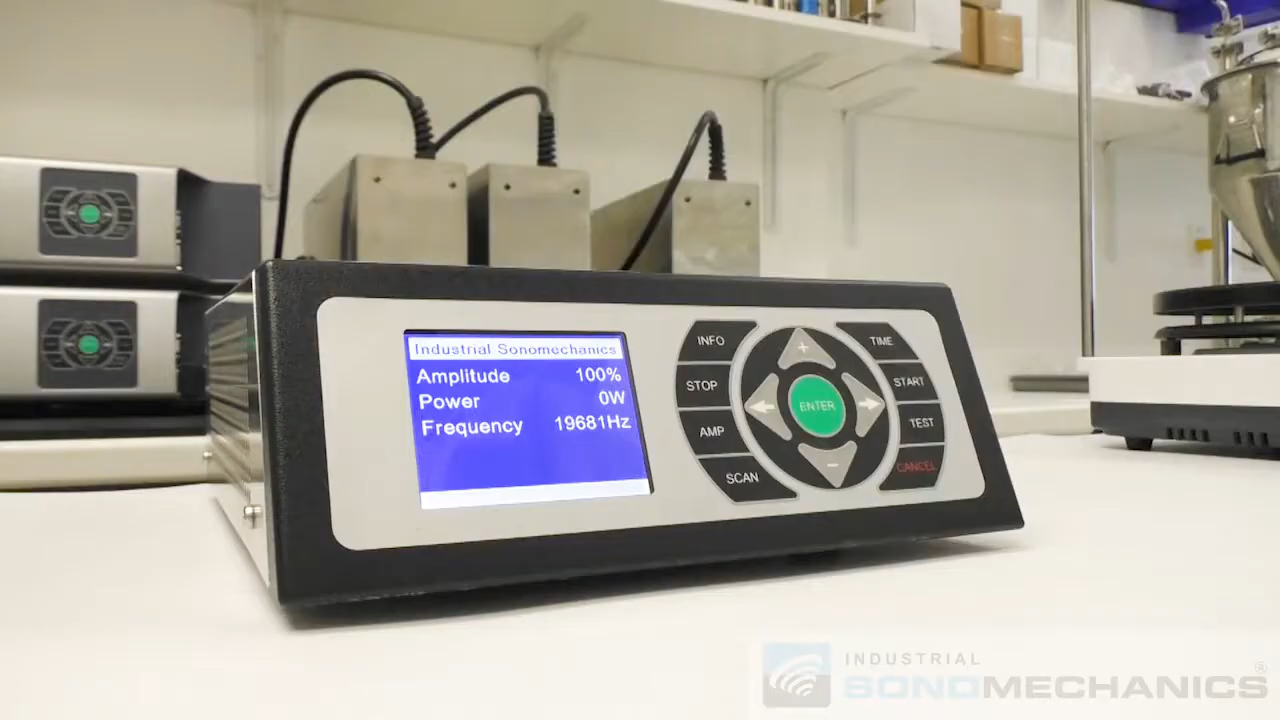 Industrial Sonomechanics
Amplitude 100%
Power 0W
Frequency 19681Hz
INFO
STOP
AMP
SCAN
+
ENTER
-
TIME
START
TEST
CANCEL
INDUSTRIAL
SONOMECHANICS®